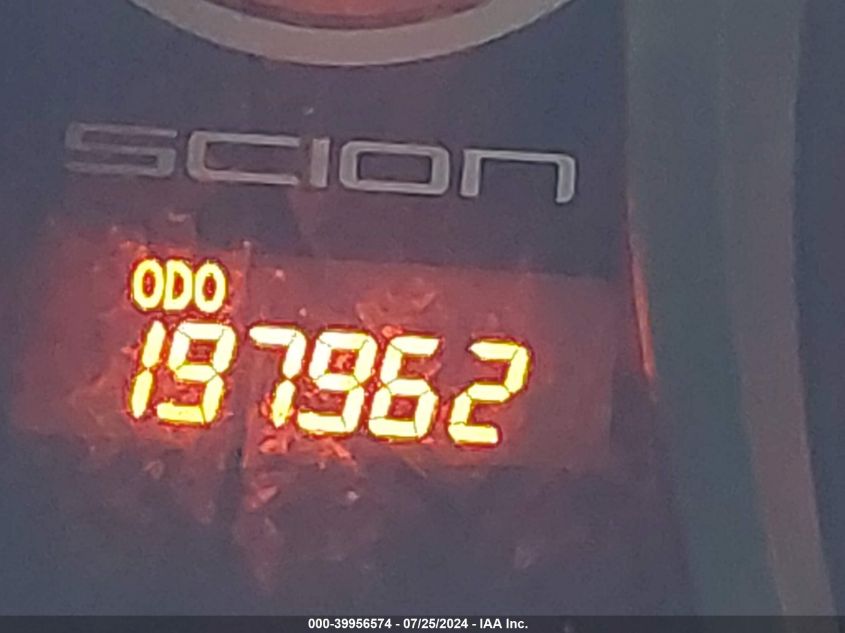 SCION
ODO
197962
000-39956574 - 07/25/2024 - IAA Inc.